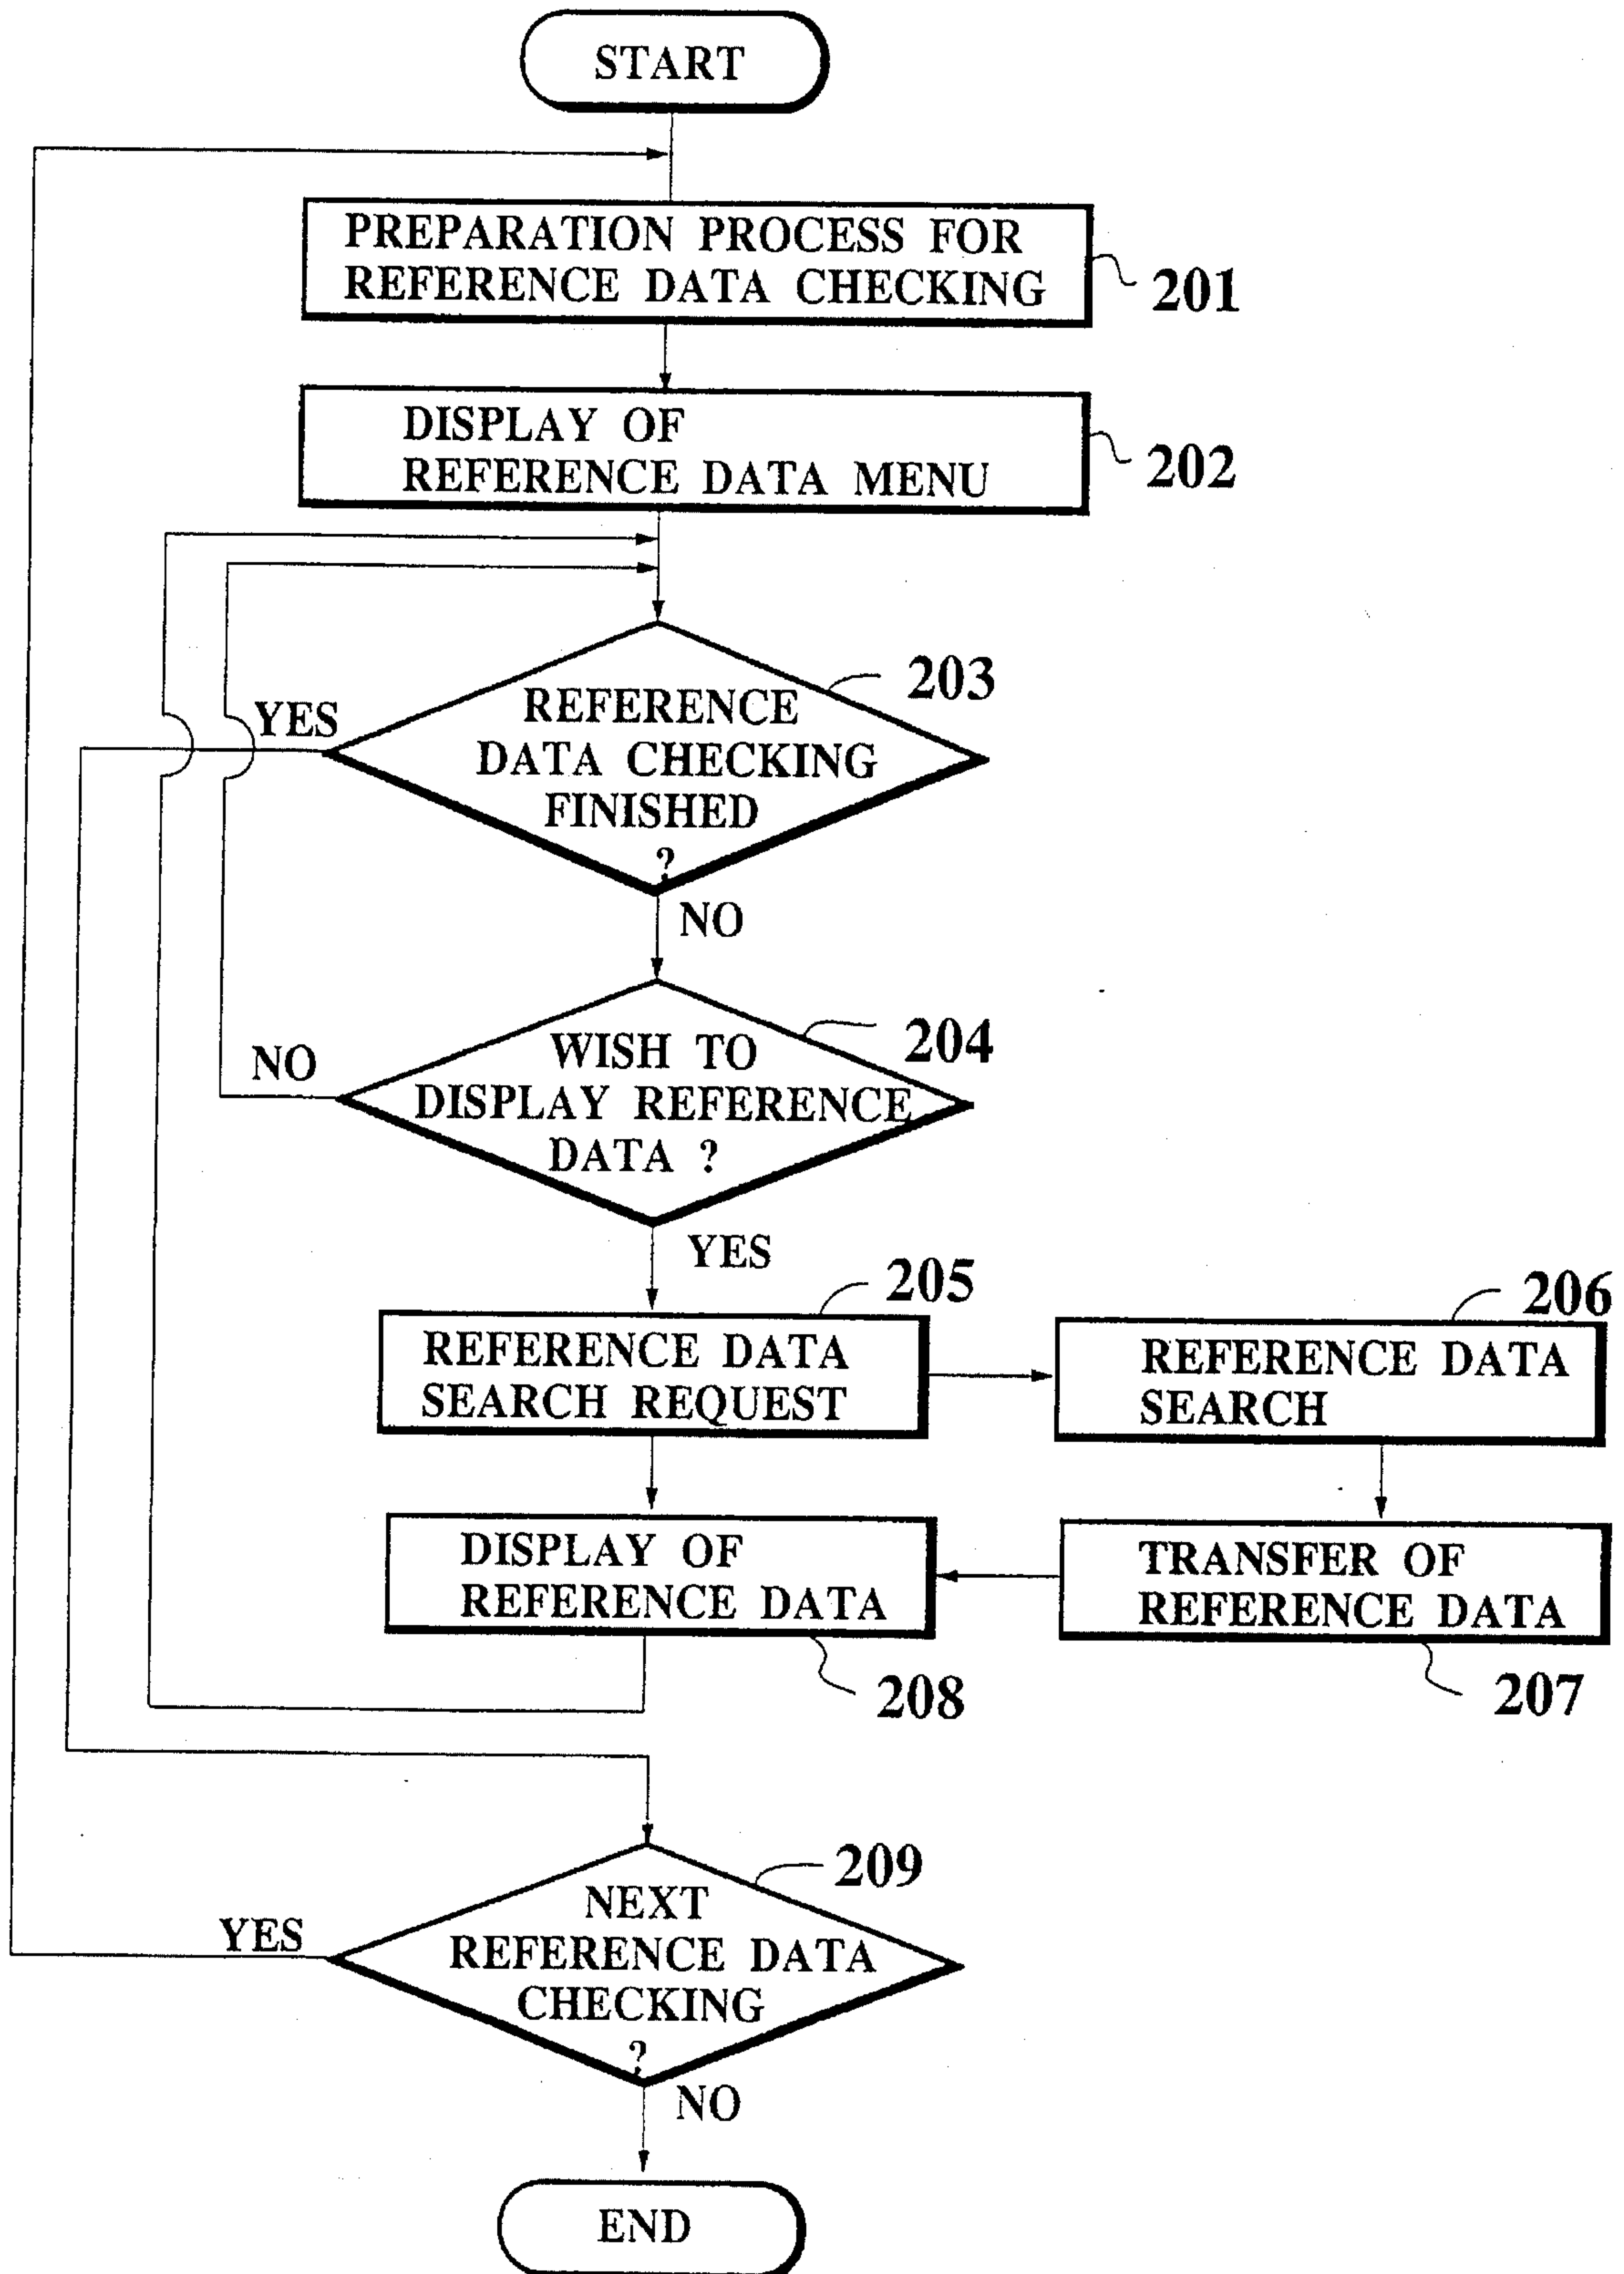 START
PREPARATION PROCESS FOR
REFERENCE DATA CHECKING
201
DISPLAY OF
REFERENCE DATA MENU
202
203
YES
REFERENCE
DATA CHECKING
FINISHED
?
NO
204
NO
WISH TO
DISPLAY REFERENCE
DATA ?
YES
205
206
REFERENCE DATA
SEARCH REQUEST
REFERENCE DATA
SEARCH
DISPLAY OF
REFERENCE DATA
TRANSFER OF
REFERENCE DATA
208
207
209
YES
NEXT
REFERENCE DATA
CHECKING
?
NO
END